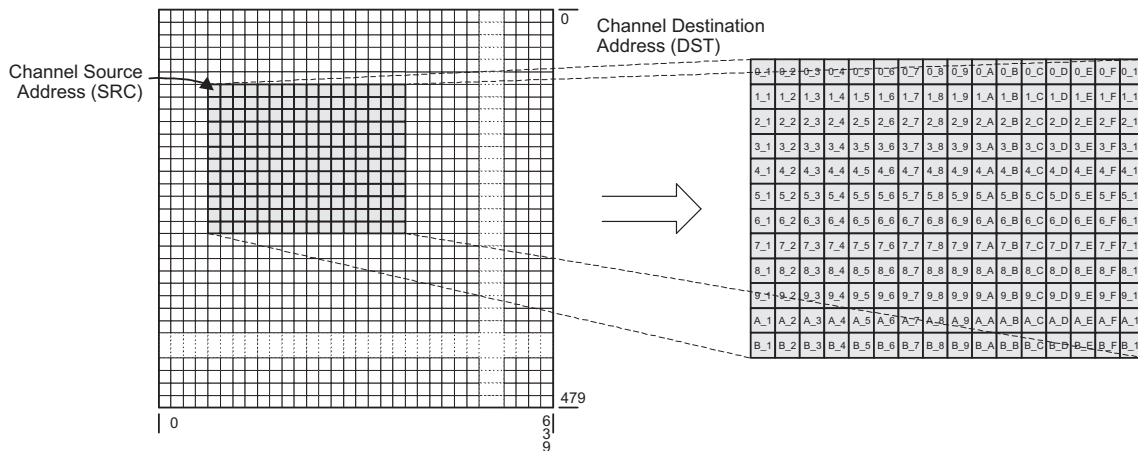 0
Channel Destination
Address (DST)
Channel Source
Address (SRC)
0_1 0_2 0_3 0_4 0_5 0_6 0_7 0_8 0_9 0_A 0_B 0_C 0_D 0_E 0_F 0_1
1_1 1_2 1_3 1_4 1_5 1_6 1_7 1_8 1_9 1_A 1_B 1_C 1_D 1_E 1_F 1_1
2_1 2_2 2_3 2_4 2_5 2_6 2_7 2_8 2_9 2_A 2_B 2_C 2_D 2_E 2_F 2_1
3_1 3_2 3_3 3_4 3_5 3_6 3_7 3_8 3_9 3_A 3_B 3_C 3_D 3_E 3_F 3_1
4_1 4_2 4_3 4_4 4_5 4_6 4_7 4_8 4_9 4_A 4_B 4_C 4_D 4_E 4_F 4_1
5_1 5_2 5_3 5_4 5_5 5_6 5_7 5_8 5_9 5_A 5_B 5_C 5_D 5_E 5_F 5_1
6_1 6_2 6_3 6_4 6_5 6_6 6_7 6_8 6_9 6_A 6_B 6_C 6_D 6_E 6_F 6_1
7_1 7_2 7_3 7_4 7_5 7_6 7_7 7_8 7_9 7_A 7_B 7_C 7_D 7_E 7_F 7_1
8_1 8_2 8_3 8_4 8_5 8_6 8_7 8_8 8_9 8_A 8_B 8_C 8_D 8_E 8_F 8_1
9_1 9_2 9_3 9_4 9_5 9_6 9_7 9_8 9_9 9_A 9_B 9_C 9_D 9_E 9_F 9_1
A_1 A_2 A_3 A_4 A_5 A_6 A_7 A_8 A_9 A_A A_B A_C A_D A_E A_F A_1
B_1 B_2 B_3 B_4 B_5 B_6 B_7 B_8 B_9 B_A B_B B_C B_D B_E B_F B_1
479
0
6
3
9